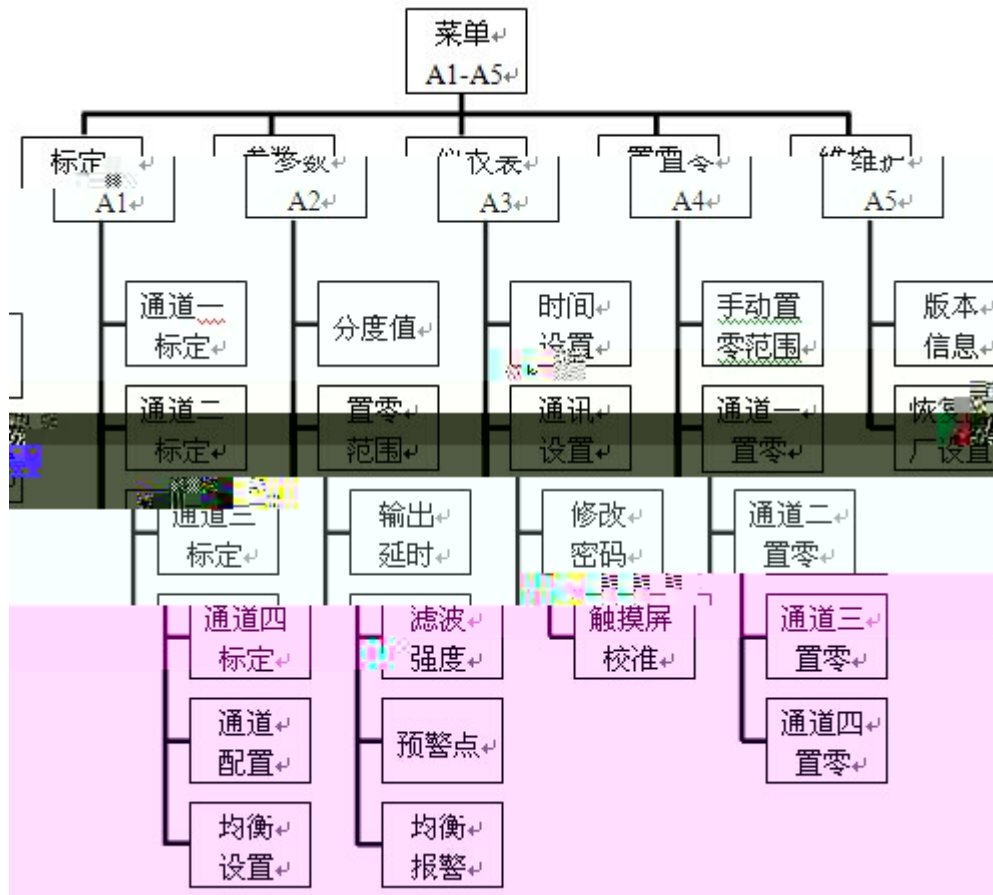 菜单
A1-A5
标定
A1
参数
A2
仪表
A3
置零
A4
维护
A5
通道一
标定
通道二
标定
通道三
标定
通道四
标定
通道
配置
均衡
设置
分度值
置零
范围
输出
延时
滤波
强度
预警点
均衡
报警
时间
设置
通讯
设置
修改
密码
触摸屏
校准
手动置
零范围
通道一
置零
通道二
置零
通道三
置零
通道四
置零
版本
信息
恢复
厂设置